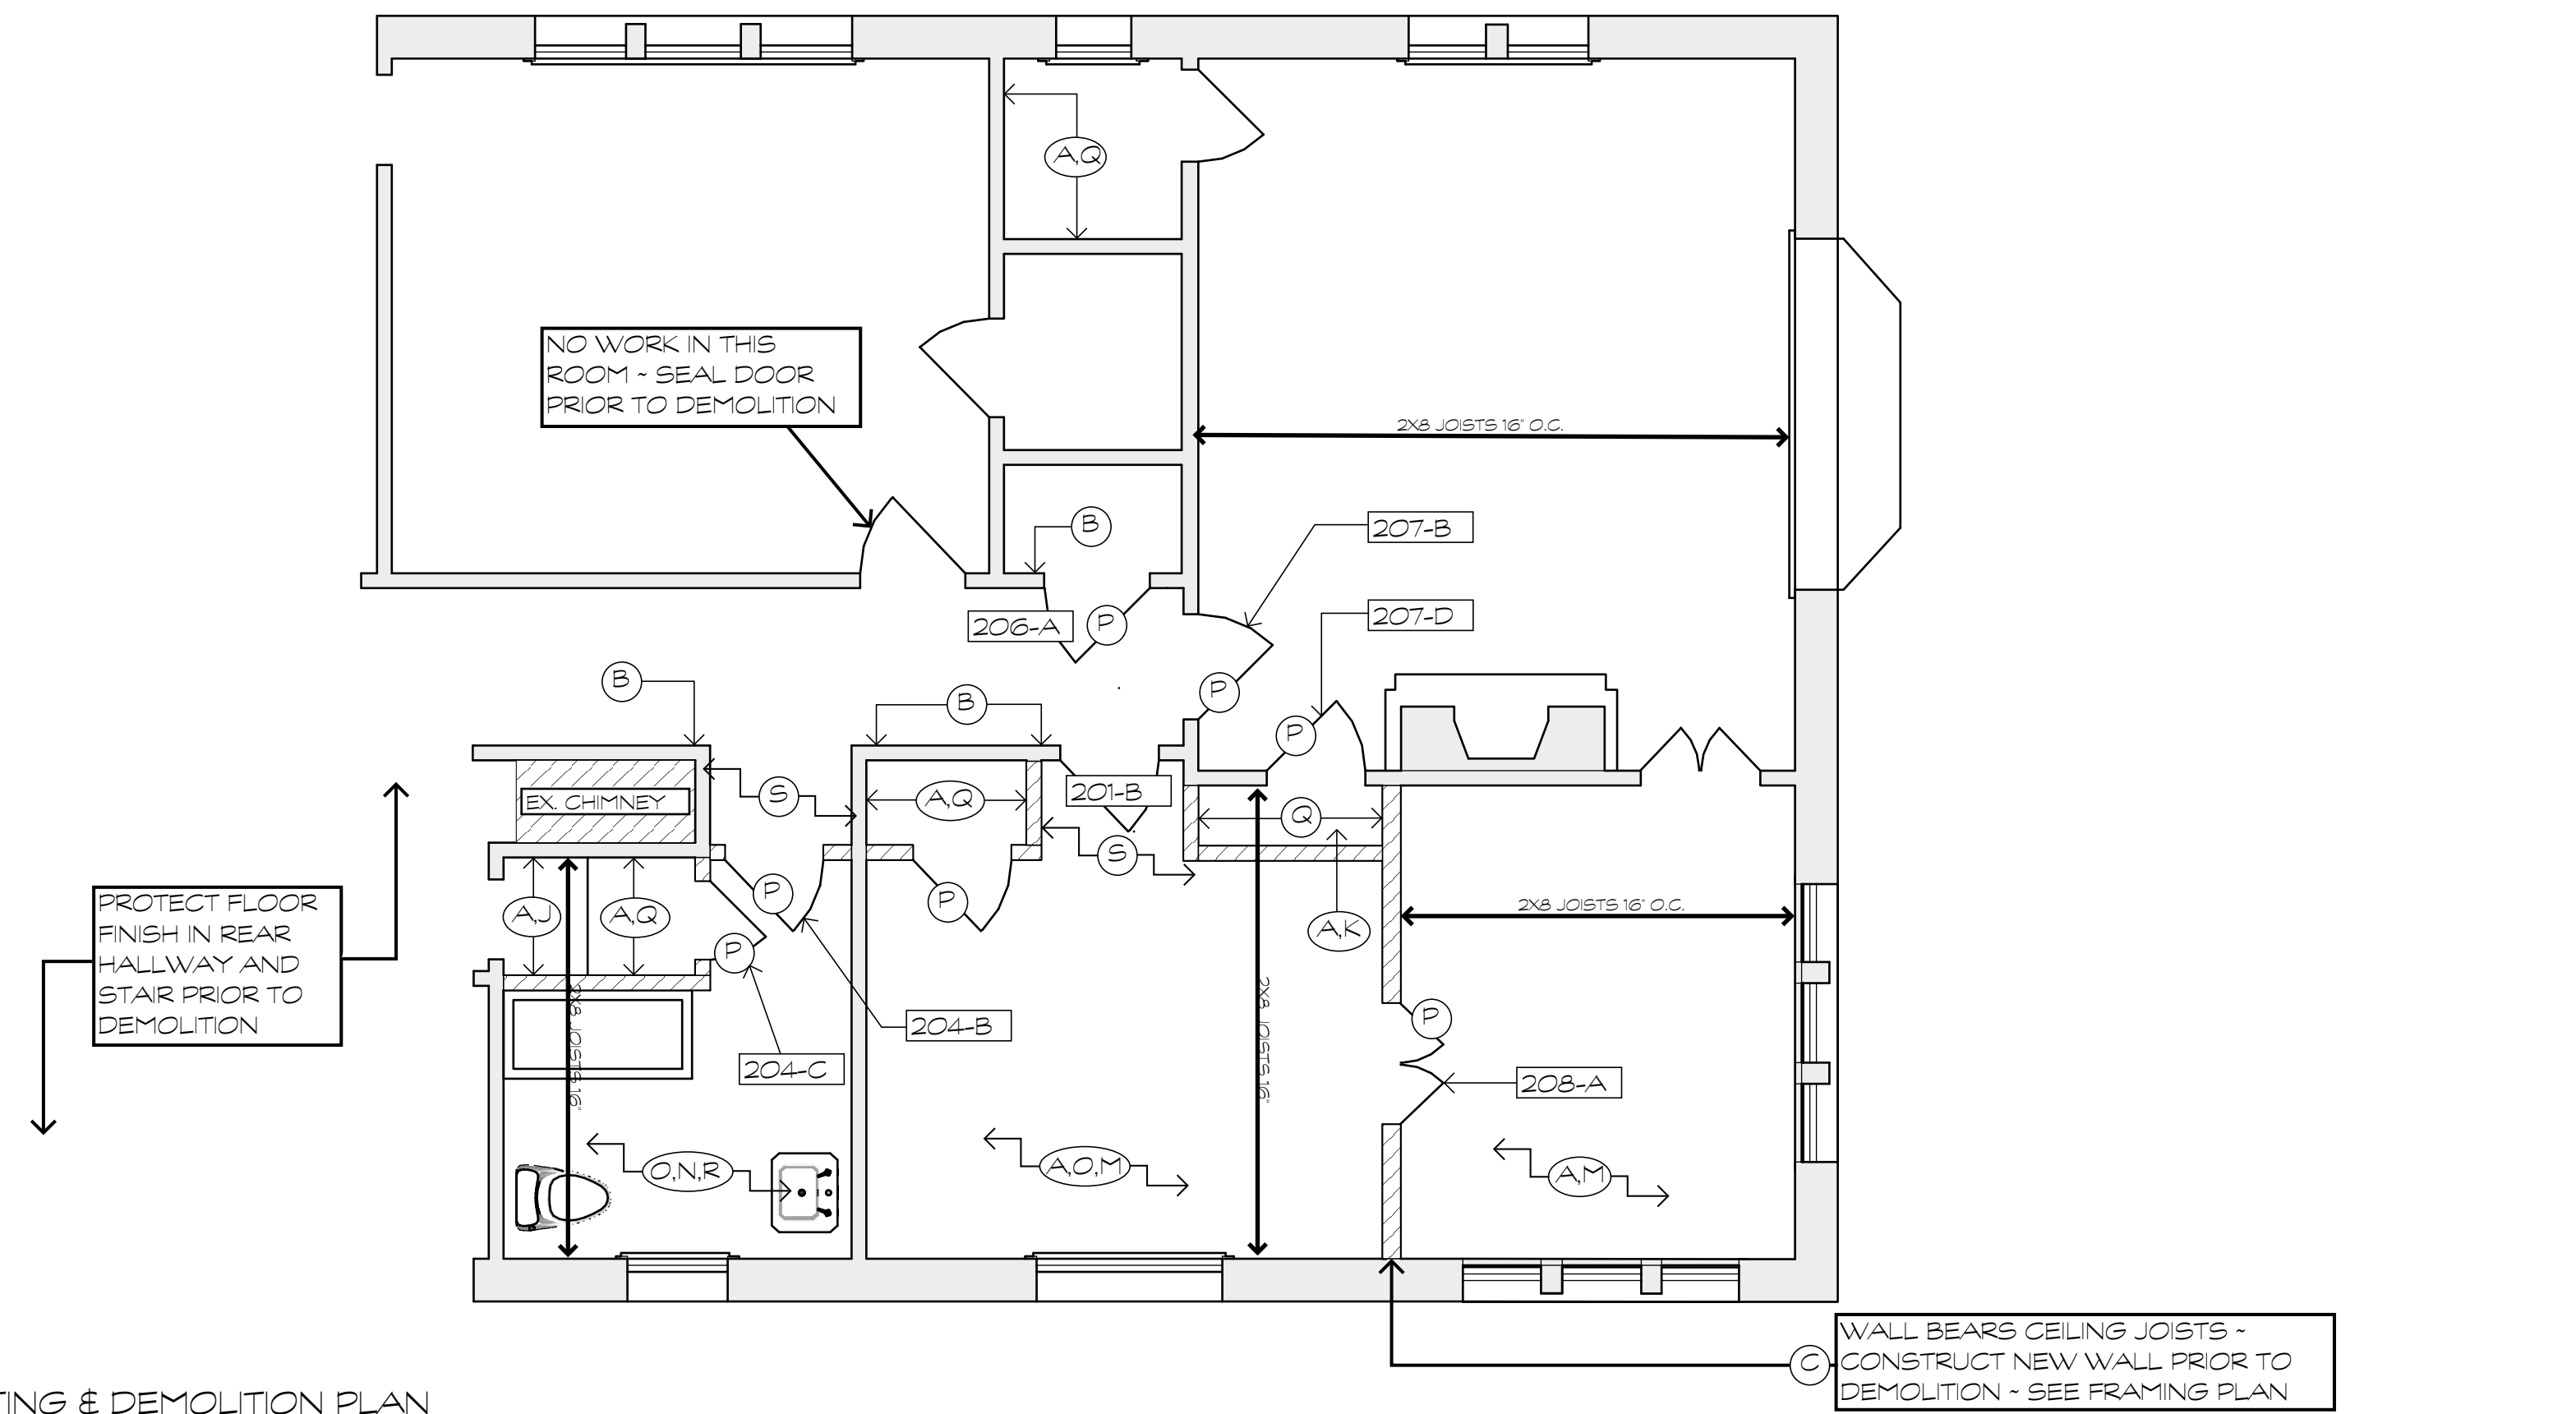 A,Q
NO WORK IN THIS
ROOM ~ SEAL DOOR
PRIOR TO DEMOLITION
2X8 JOISTS 16" O.C.
B
207-B
207-D
206-A
P
B
B
P
P
EX. CHIMNEY
S
A,Q
201-B
S
Q
A,K
PROTECT FLOOR
FINISH IN REAR
HALLWAY AND
STAIR PRIOR TO
DEMOLITION
A,J
A,Q
P
P
P
2X8 JOISTS 16" O.C.
2X8 JOISTS 16"
2X8 JOISTS 16"
204-B
204-C
P
208-A
O,N,R
A,O,M
A,M
C
WALL BEARS CEILING JOISTS ~
CONSTRUCT NEW WALL PRIOR TO
DEMOLITION ~ SEE FRAMING PLAN
TING & DEMOLITION PLAN